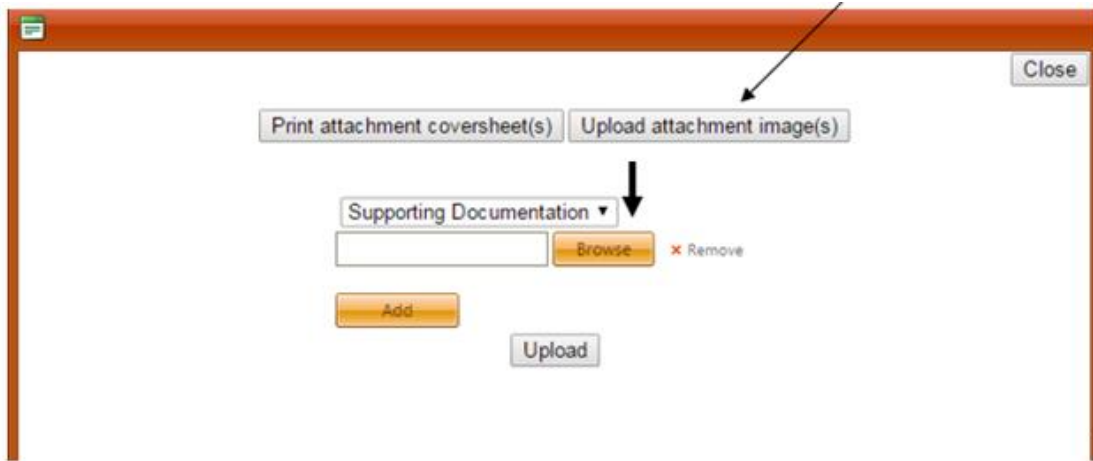 Close
Print attachment coversheet(s) Upload attachment image(s)
Supporting Documentation
Browse × Remove
Add
Upload